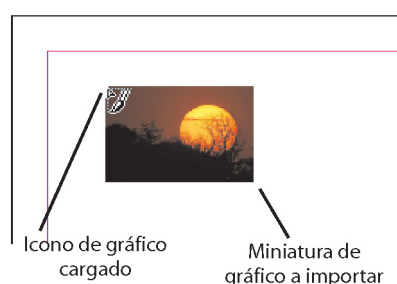 Icono de gráfico
cargado
Miniatura de
gráfico a importar